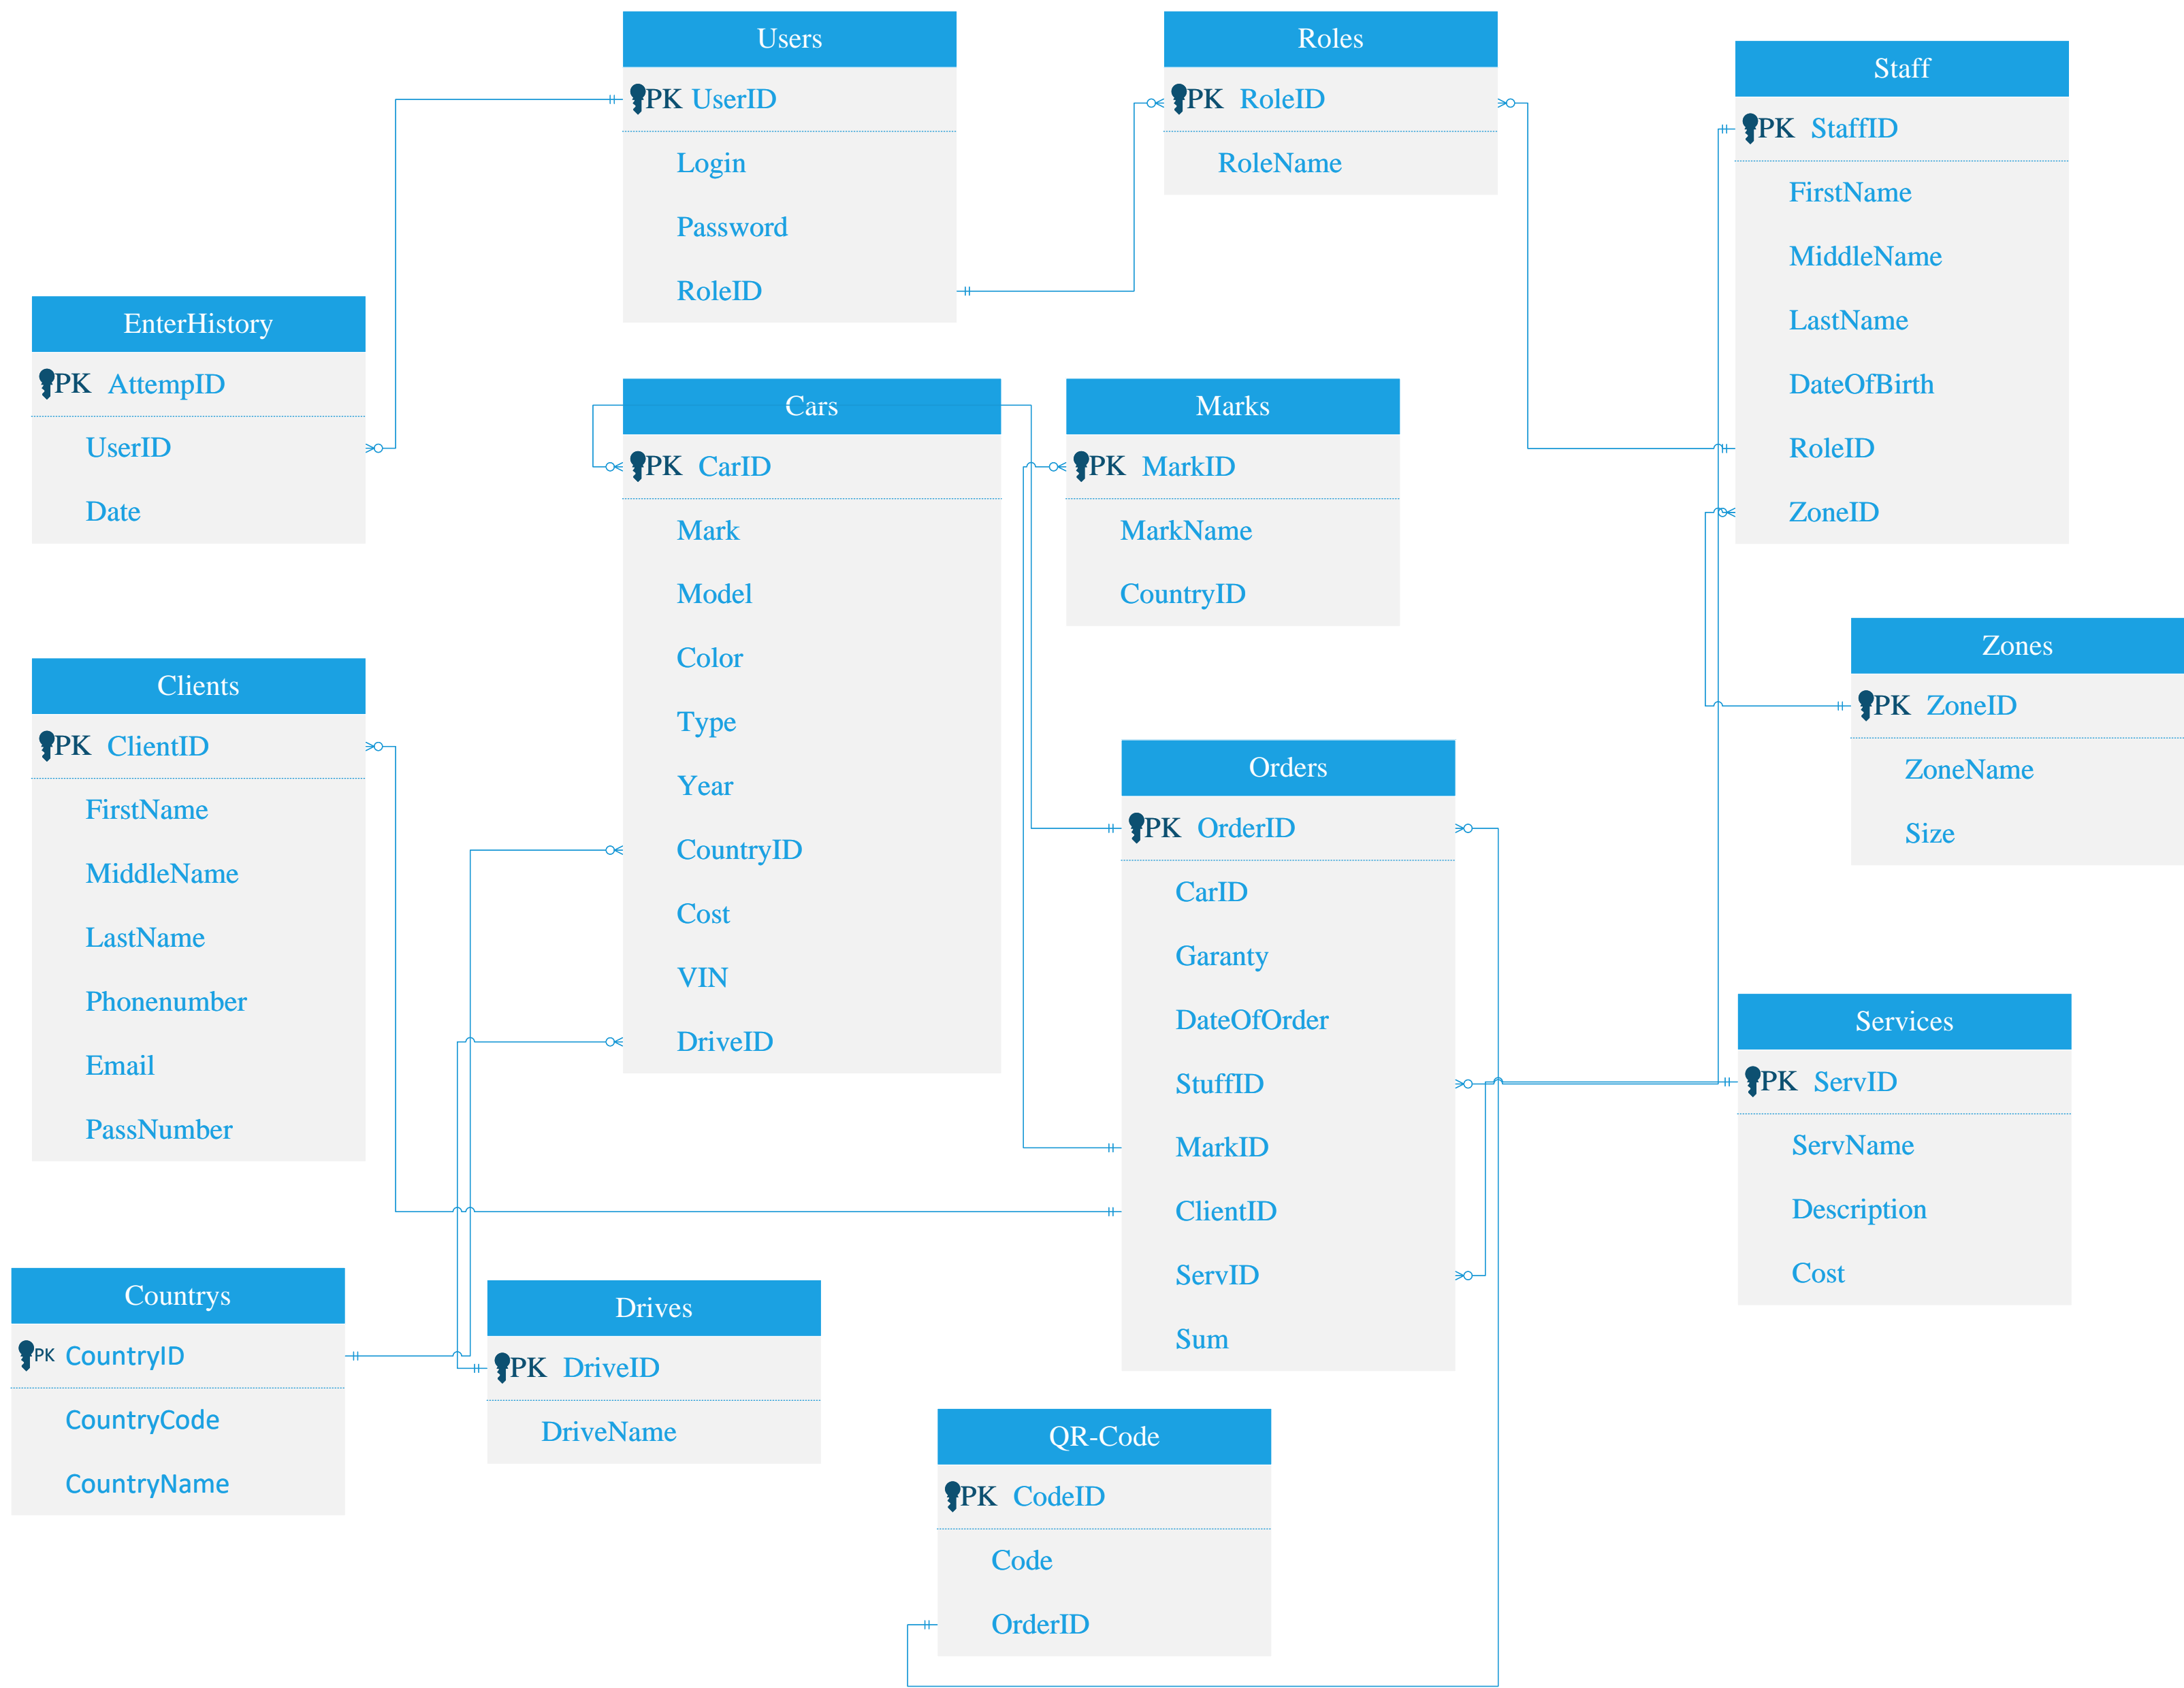 Users
PK UserID
Login
Password
RoleID
Roles
PK RoleID
RoleName
Staff
PK StaffID
FirstName
MiddleName
LastName
DateOfBirth
RoleID
ZoneID
EnterHistory
PK AttempID
UserID
Date
Cars
PK CarID
Mark
Model
Color
Type
Year
CountryID
Cost
VIN
DriveID
Marks
PK MarkID
MarkName
CountryID
Zones
PK ZoneID
ZoneName
Size
Clients
PK ClientID
FirstName
MiddleName
LastName
Phonenumber
Email
PassNumber
Orders
PK OrderID
CarID
Garanty
DateOfOrder
StuffID
MarkID
ClientID
ServID
Sum
Services
PK ServID
ServName
Description
Cost
Countrys
PK CountryID
CountryCode
CountryName
Drives
PK DriveID
DriveName
QR-Code
PK CodeID
Code
OrderID